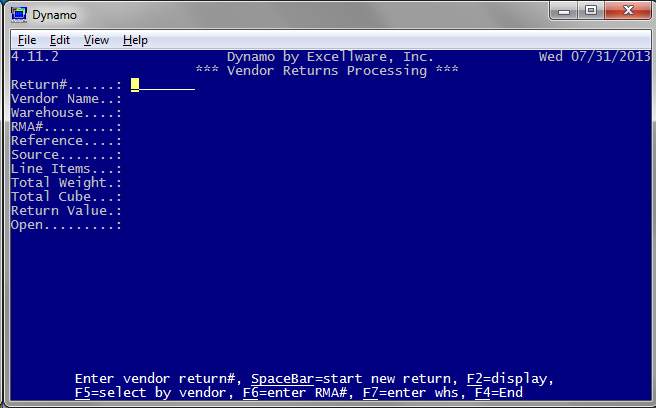 Dynamo
File Edit View Help
4.11.2 Dynamo by Excellware, Inc. Wed 07/31/2013
*** Vendor Returns Processing ***
Return#......:
Vendor Name..:
Warehouse....:
RMA#.........:
Reference....:
Source.......:
Line Items...:
Total Weight.:
Total Cube...:
Return Value.:
Open.........:
Enter vendor return#, SpaceBar=start new return, F2=display,
F5=select by vendor, F6=enter RMA#, F7=enter whs, F4=End